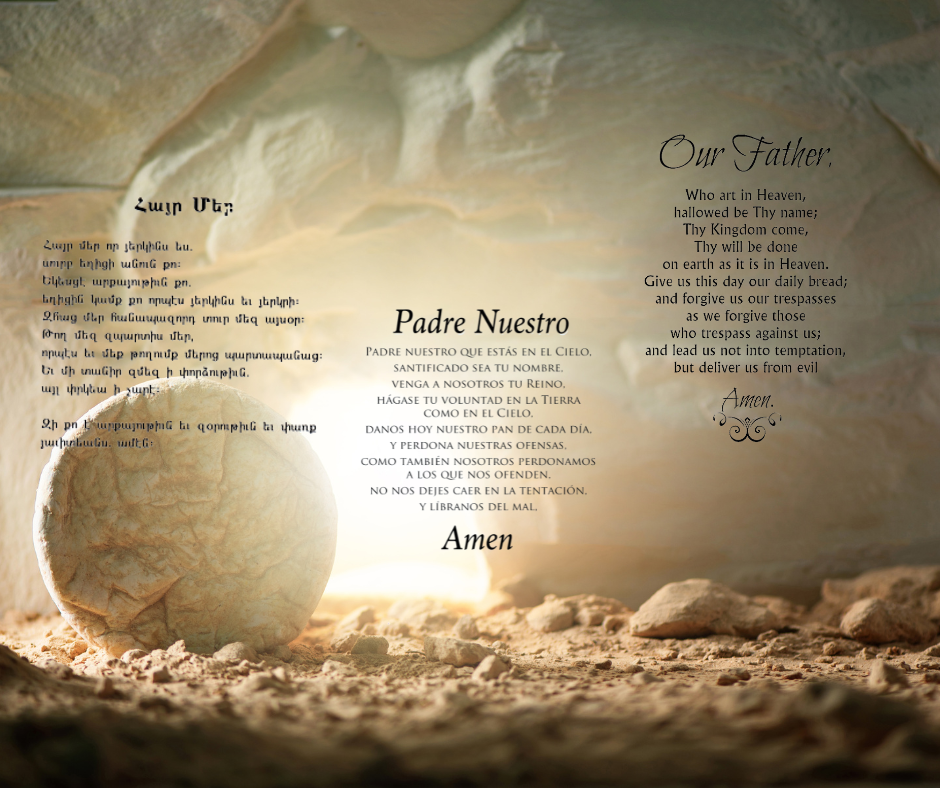 Հայր Մեր
Հայր մեր որ յերկինս ես.
սուրբ եղիցի անուն քո:
Եկեսցէ արքայութիւն քո.
եղիցին կամք քո որպէս յերկինս եւ յերկրի:
Զհաց մեր հանապազորդ տուր մեզ այսօր:
Թող մեզ զպարտիս մեր,
որպէս եւ մեք թողումք մերոց պարտապանաց:
Եւ մի տանիր զմեզ ի փորձութիւն.
այլ փրկեա ի չարէ:
Զի քո է արքայութիւն եւ զօրութիւն եւ փառք
յաւիտեանս. ամէն:
Padre Nuestro
Padre nuestro que estás en el Cielo,
santificado sea tu nombre,
venga a nosotros tu Reino,
hágase tu voluntad en la Tierra
como en el Cielo,
danos hoy nuestro pan de cada día,
y perdona nuestras ofensas,
como también nosotros perdonamos
a los que nos ofenden,
no nos dejes caer en la tentación,
y líbranos del mal,
Amen
Our Father,
Who art in Heaven,
hallowed be Thy name;
Thy Kingdom come,
Thy will be done
on earth as it is in Heaven.
Give us this day our daily bread;
and forgive us our trespasses
as we forgive those
who trespass against us;
and lead us not into temptation,
but deliver us from evil
Amen.